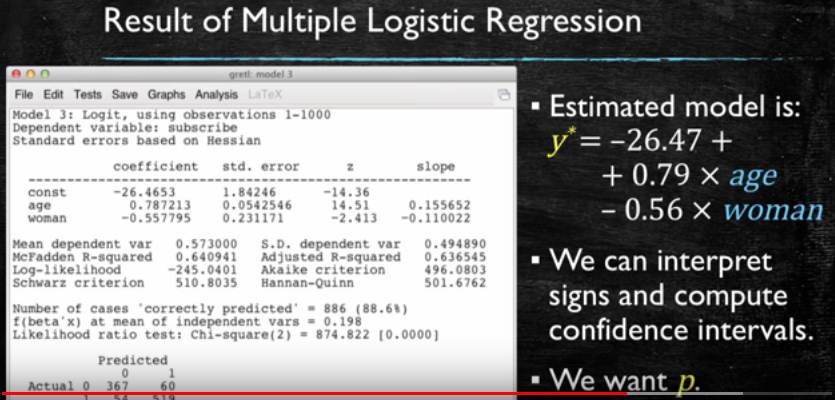 Result of Multiple Logistic Regression
gretl: model 3
File Edit Tests Save Graphs Analysis LaTeX
Model 3: Logit, using observations 1-1000
Dependent variable: subscribe
Standard errors based on Hessian
coefficient std. error z slope
const -26.4653 1.84246 -14.36
age 0.787213 0.0542546 14.51 0.155652
woman -0.557795 0.231171 -2.413 -0.110022
Mean dependent var 0.573000 S.D. dependent var 0.494890
McFadden R-squared 0.640941 Adjusted R-squared 0.636545
Log-likelihood -245.0401 Akaike criterion 496.0803
Schwarz criterion 510.8035 Hannan-Quinn 501.6762
Number of cases 'correctly predicted' = 886 (88.6%)
f(beta'x) at mean of independent vars = 0.198
Likelihood ratio test: Chi-square(2) = 874.822 [0.0000]
Predicted
0 1
Actual 0 367 60
1 54 519
▪ Estimated model is:
y* = –26.47 +
+ 0.79 × age
– 0.56 × woman
▪ We can interpret
signs and compute
confidence intervals.
▪ We want p.